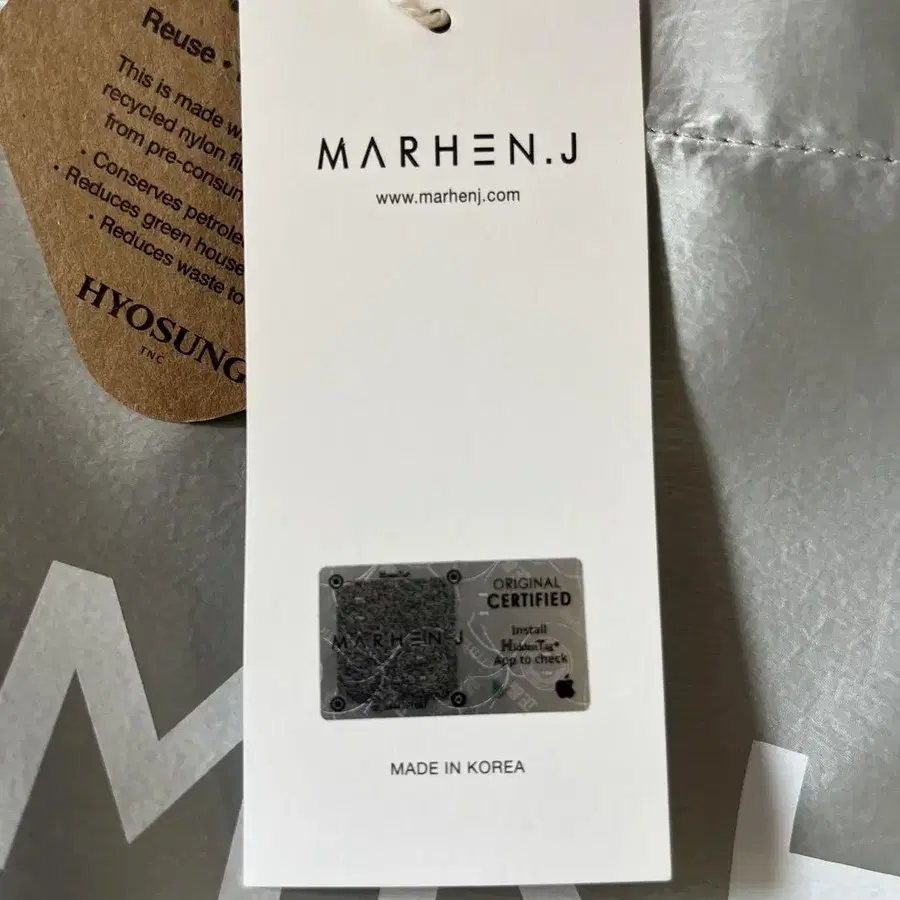 Reuse •
This is made
recycled nylon
from pre-consum
• Conserves petrole
• Reduces green house
• Reduces waste to
HYOSUNG
TNC
MARHEN.J
www.marhenj.com
MARHEN.J
ORIGINAL
CERTIFIED
Install
HiddenTag+
App to check
MADE IN KOREA
M